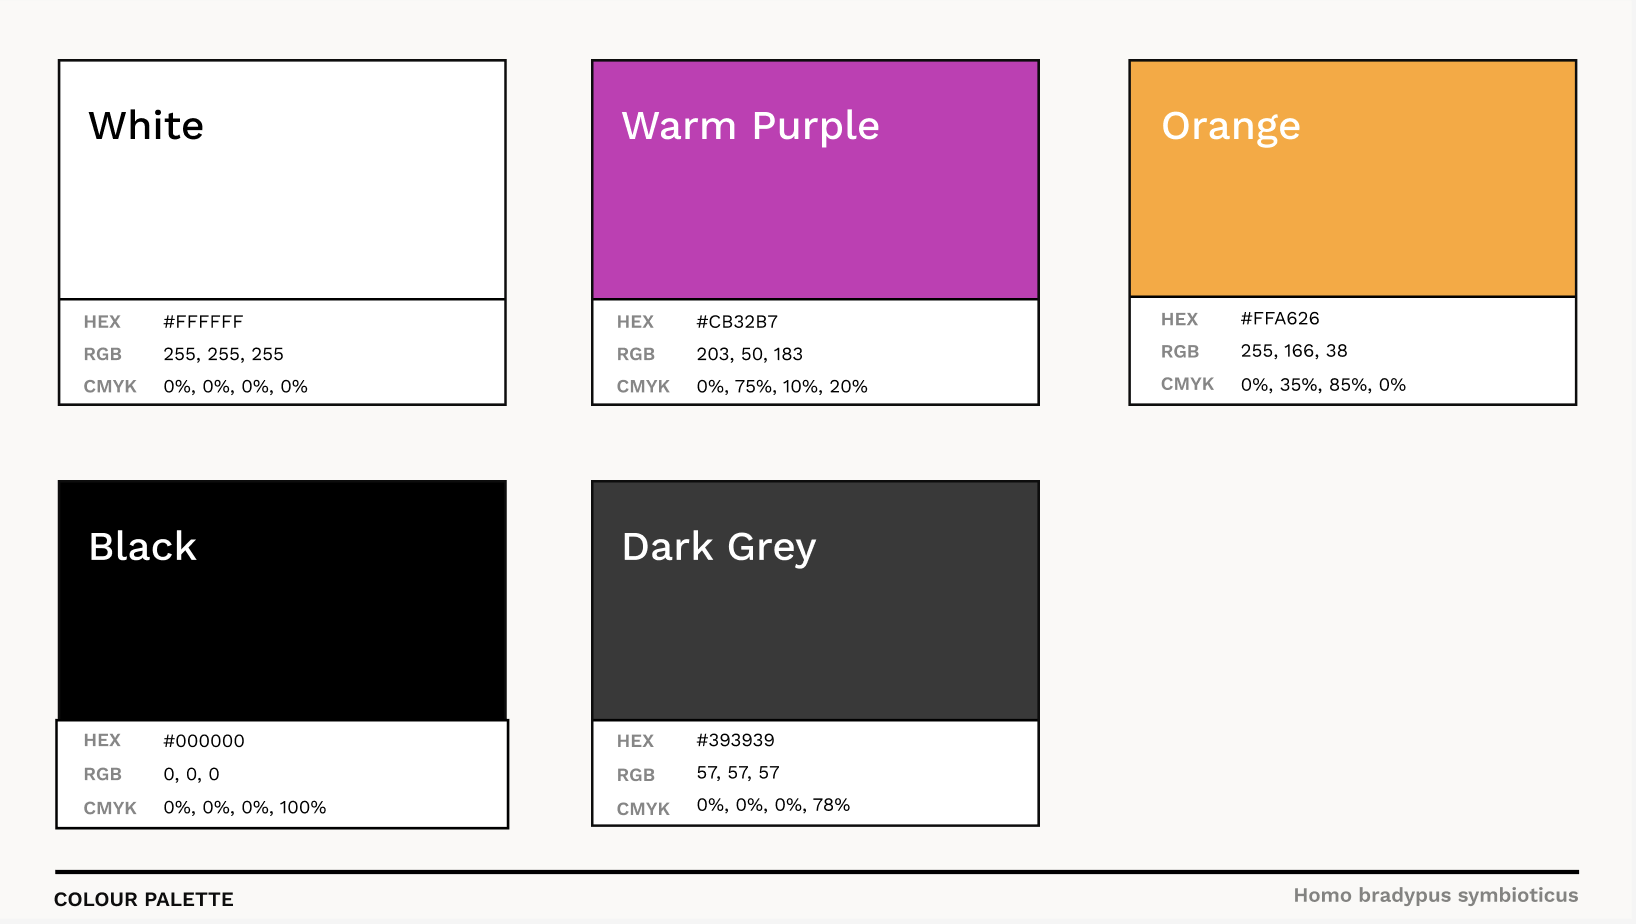 White
HEX #FFFFFF
RGB 255, 255, 255
CMYK 0%, 0%, 0%, 0%
Warm Purple
HEX #CB32B7
RGB 203, 50, 183
CMYK 0%, 75%, 10%, 20%
Orange
HEX #FFA626
RGB 255, 166, 38
CMYK 0%, 35%, 85%, 0%
Black
HEX #000000
RGB 0, 0, 0
CMYK 0%, 0%, 0%, 100%
Dark Grey
HEX #393939
RGB 57, 57, 57
CMYK 0%, 0%, 0%, 78%
COLOUR PALETTE
Homo bradypus symbioticus